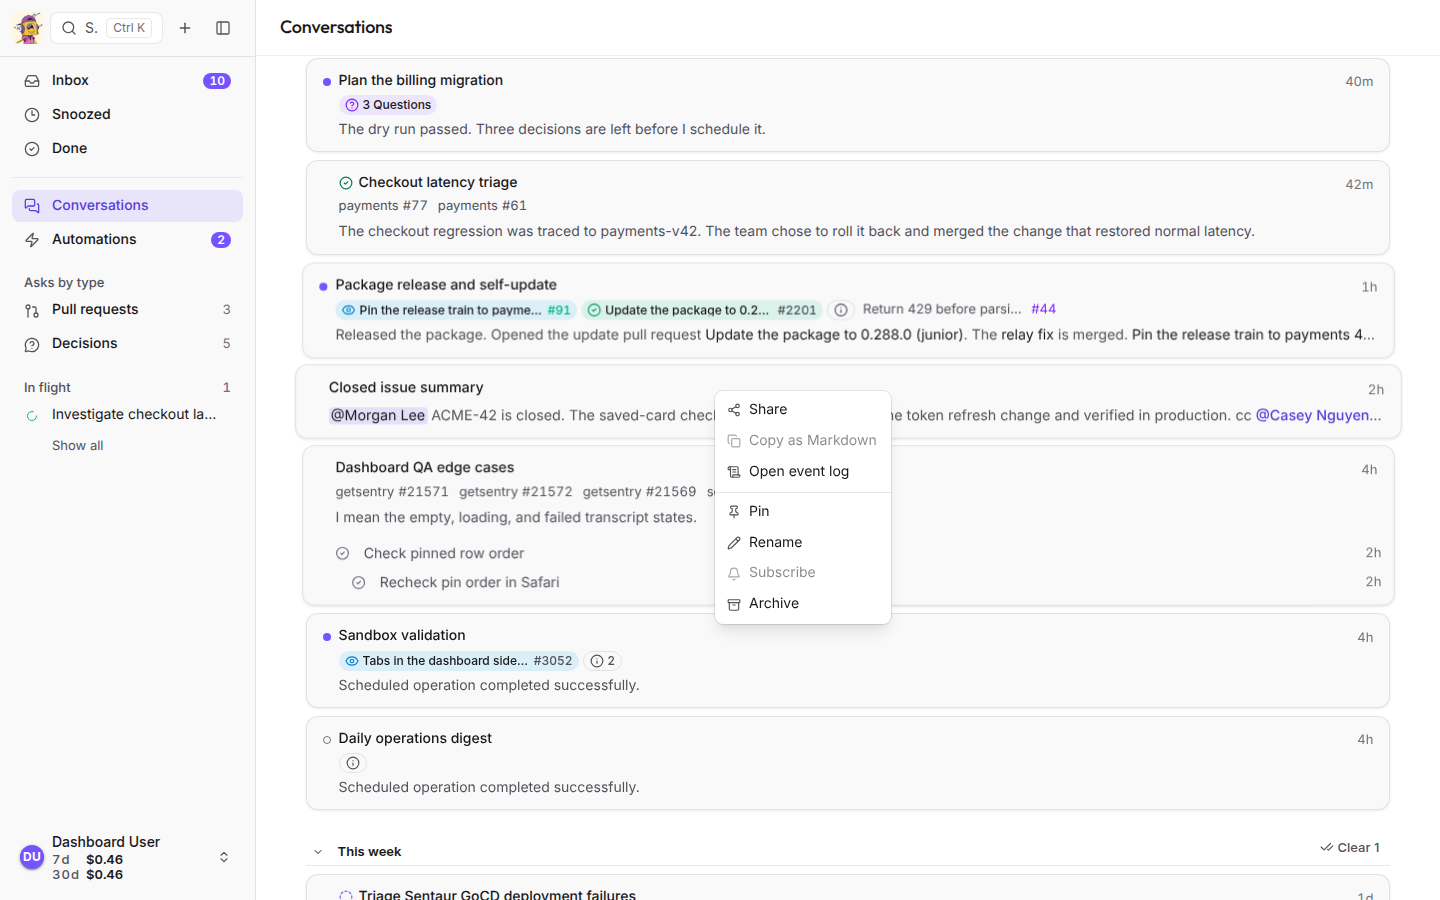 S. Ctrl K
Conversations
Inbox 10
Snoozed
Done
Conversations
Automations 2
Asks by type
Pull requests 3
Decisions 5
In flight 1
Investigate checkout la...
Show all
Dashboard User
DU
7d $0.46
30d $0.46
Plan the billing migration 40m
3 Questions
The dry run passed. Three decisions are left before I schedule it.
Checkout latency triage 42m
payments #77 payments #61
The checkout regression was traced to payments-v42. The team chose to roll it back and merged the change that restored normal latency.
Package release and self-update 1h
Pin the release train to payme... #91 Update the package to 0.2... #2201 Return 429 before parsi... #44
Released the package. Opened the update pull request Update the package to 0.288.0 (junior). The relay fix is merged. Pin the release train to payments 4...
Closed issue summary 2h
@Morgan Lee ACME-42 is closed. The saved-card chec
e token refresh change and verified in production. cc @Casey Nguyen...
Share
Copy as Markdown
Open event log
Pin
Rename
Subscribe
Archive
Dashboard QA edge cases 4h
getsentry #21571 getsentry #21572 getsentry #21569
I mean the empty, loading, and failed transcript states.
Check pinned row order 2h
Recheck pin order in Safari 2h
Sandbox validation 4h
Tabs in the dashboard side... #3052 2
Scheduled operation completed successfully.
Daily operations digest 4h
Scheduled operation completed successfully.
This week Clear 1
Triage Sentaur GoCD deployment failures 1d